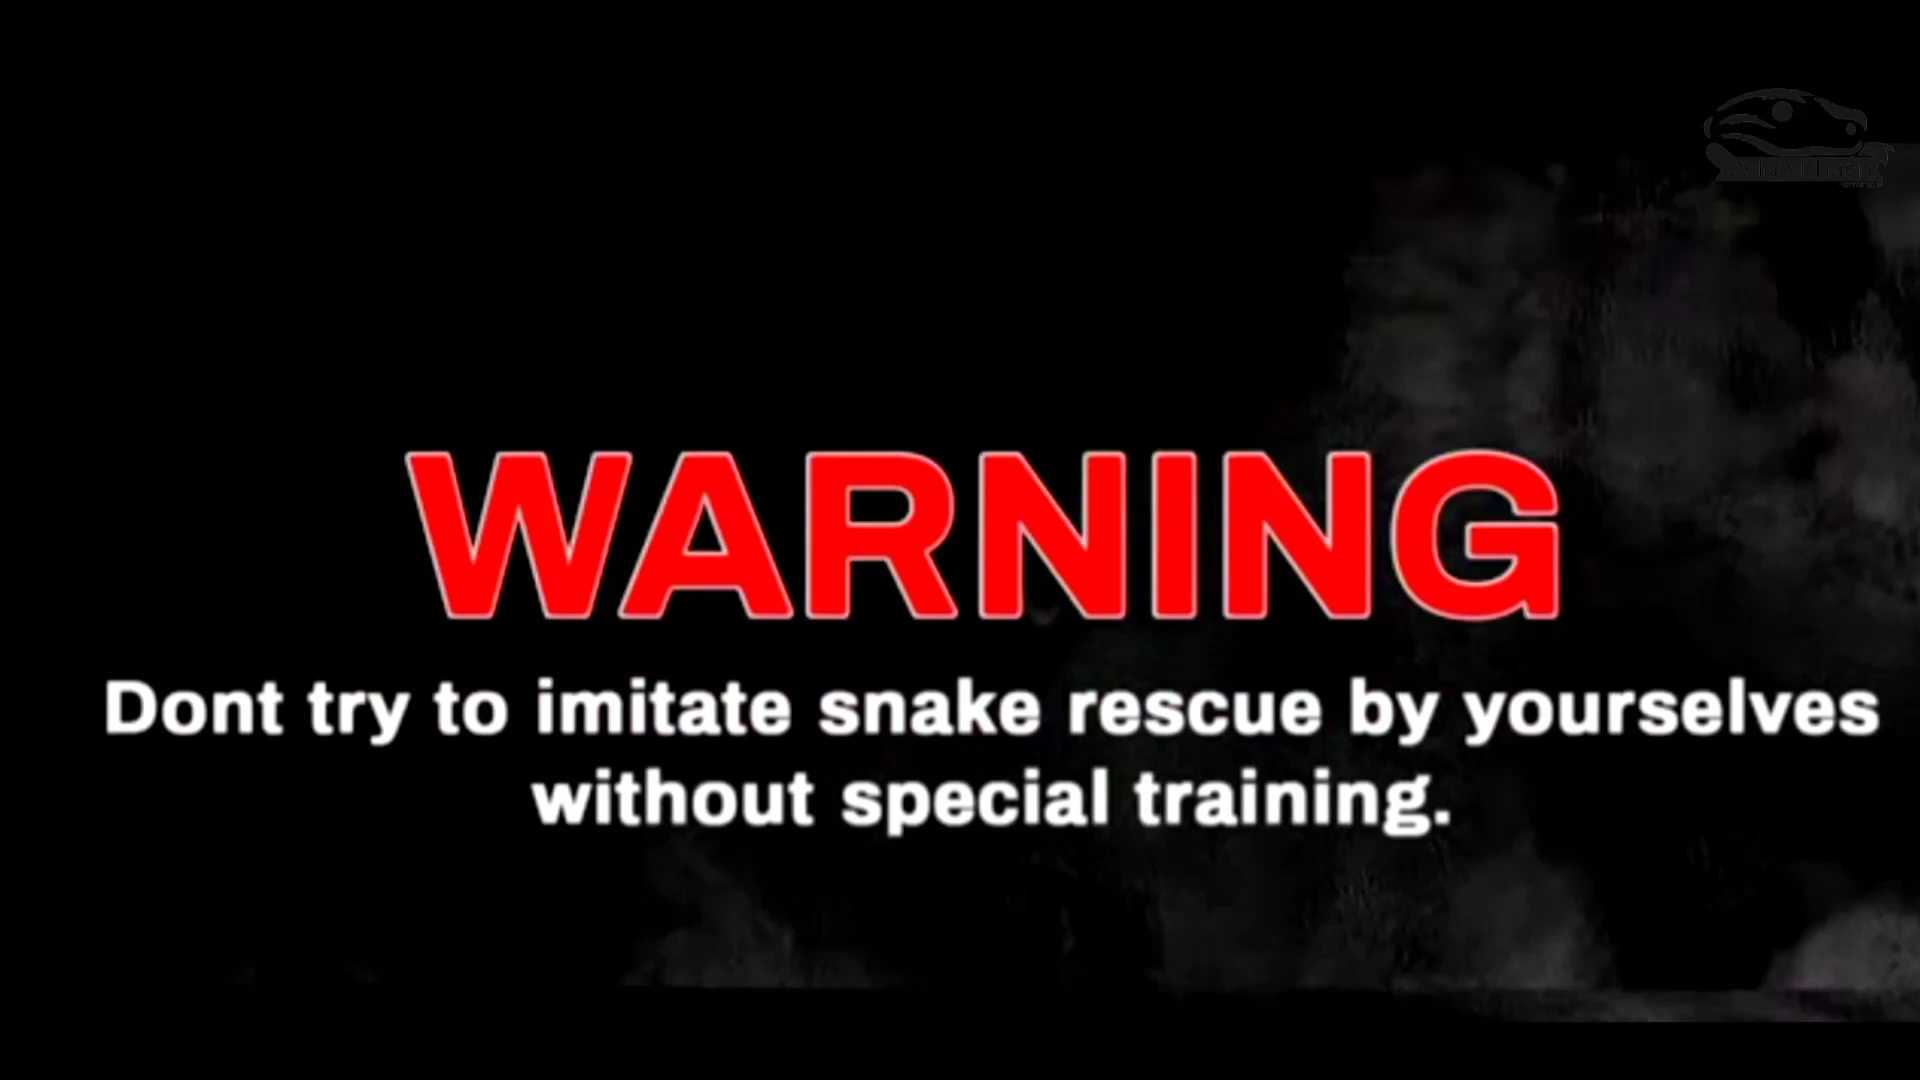 WARNING
Dont try to imitate snake rescue by yourselves
without special training.